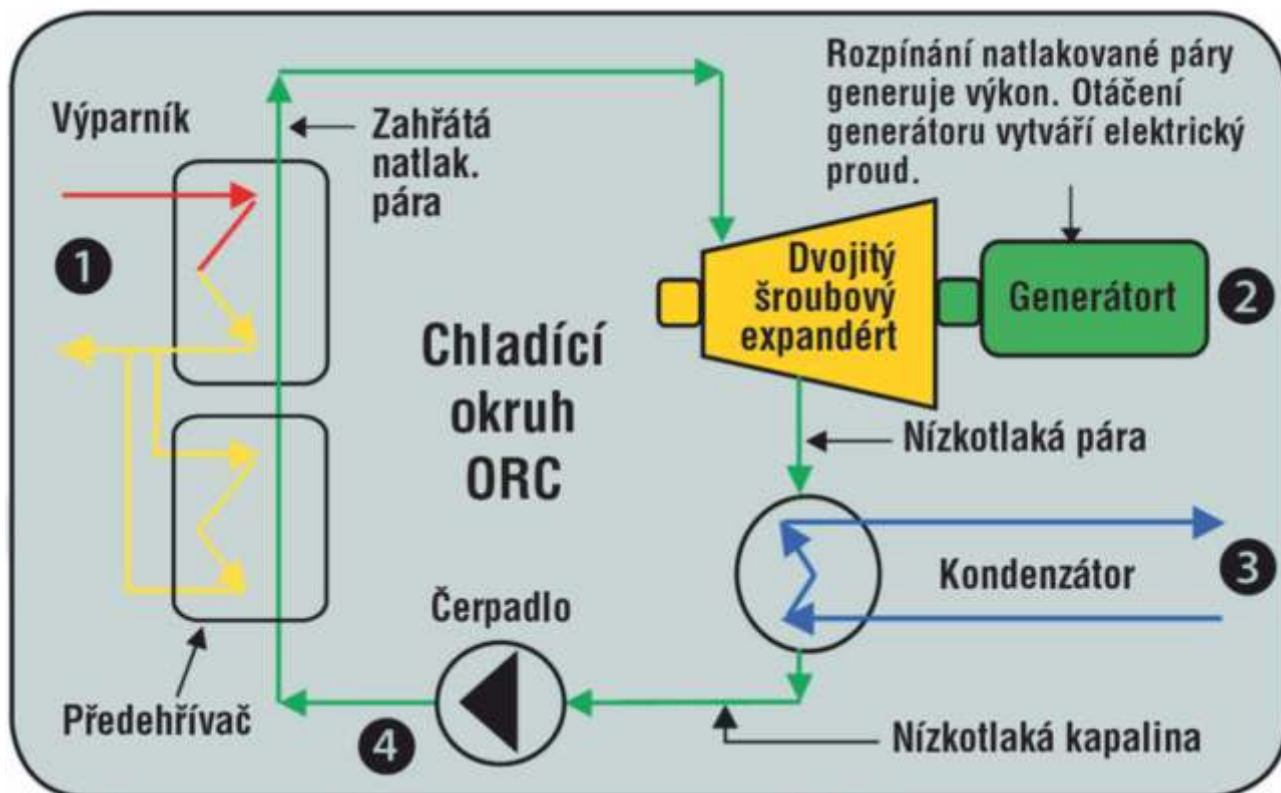 Výparník
Zahřátá
natlak.
pára
Rozpínání natlakované páry
generuje výkon. Otáčení
generátoru vytváří elektrický
proud.
1
Dvojitý
šroubový
expandért
Generátort
2
Chladící
okruh
ORC
Nízkotlaká pára
Kondenzátor
3
Čerpadlo
Předehřívač
4
Nízkotlaká kapalina